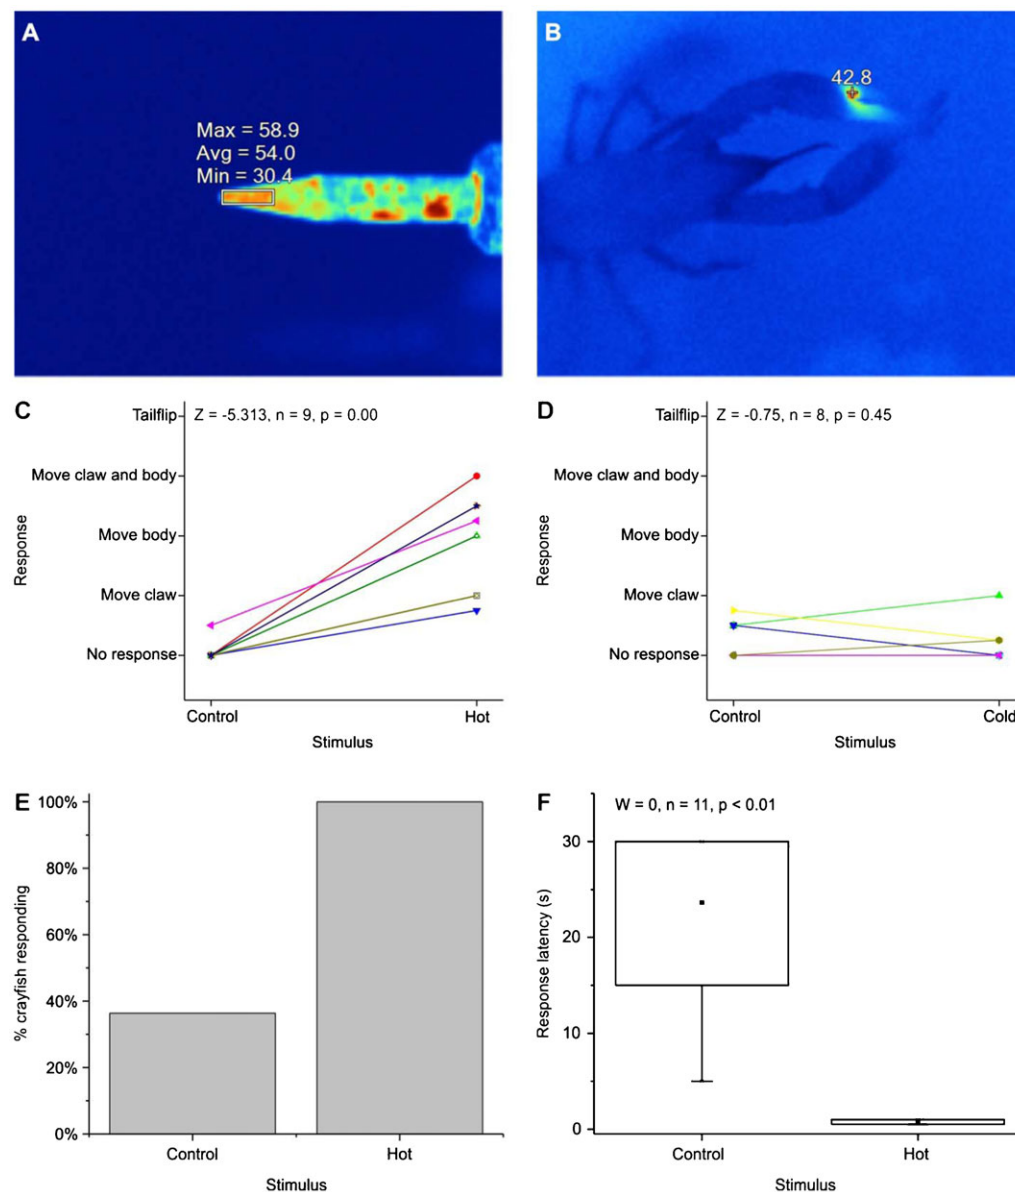 A
Max = 58.9
Avg = 54.0
Min = 30.4
B
42.8
C
Z = -5.313, n = 9, p = 0.00
Tailflip
Move claw and body
Move body
Move claw
No response
Response
Control
Hot
Stimulus
D
Z = -0.75, n = 8, p = 0.45
Tailflip
Move claw and body
Move body
Move claw
No response
Response
Control
Cold
Stimulus
E
100%
80%
60%
40%
20%
0%
% crayfish responding
Control
Hot
Stimulus
F
W = 0, n = 11, p < 0.01
30
20
10
0
Response latency (s)
Control
Hot
Stimulus